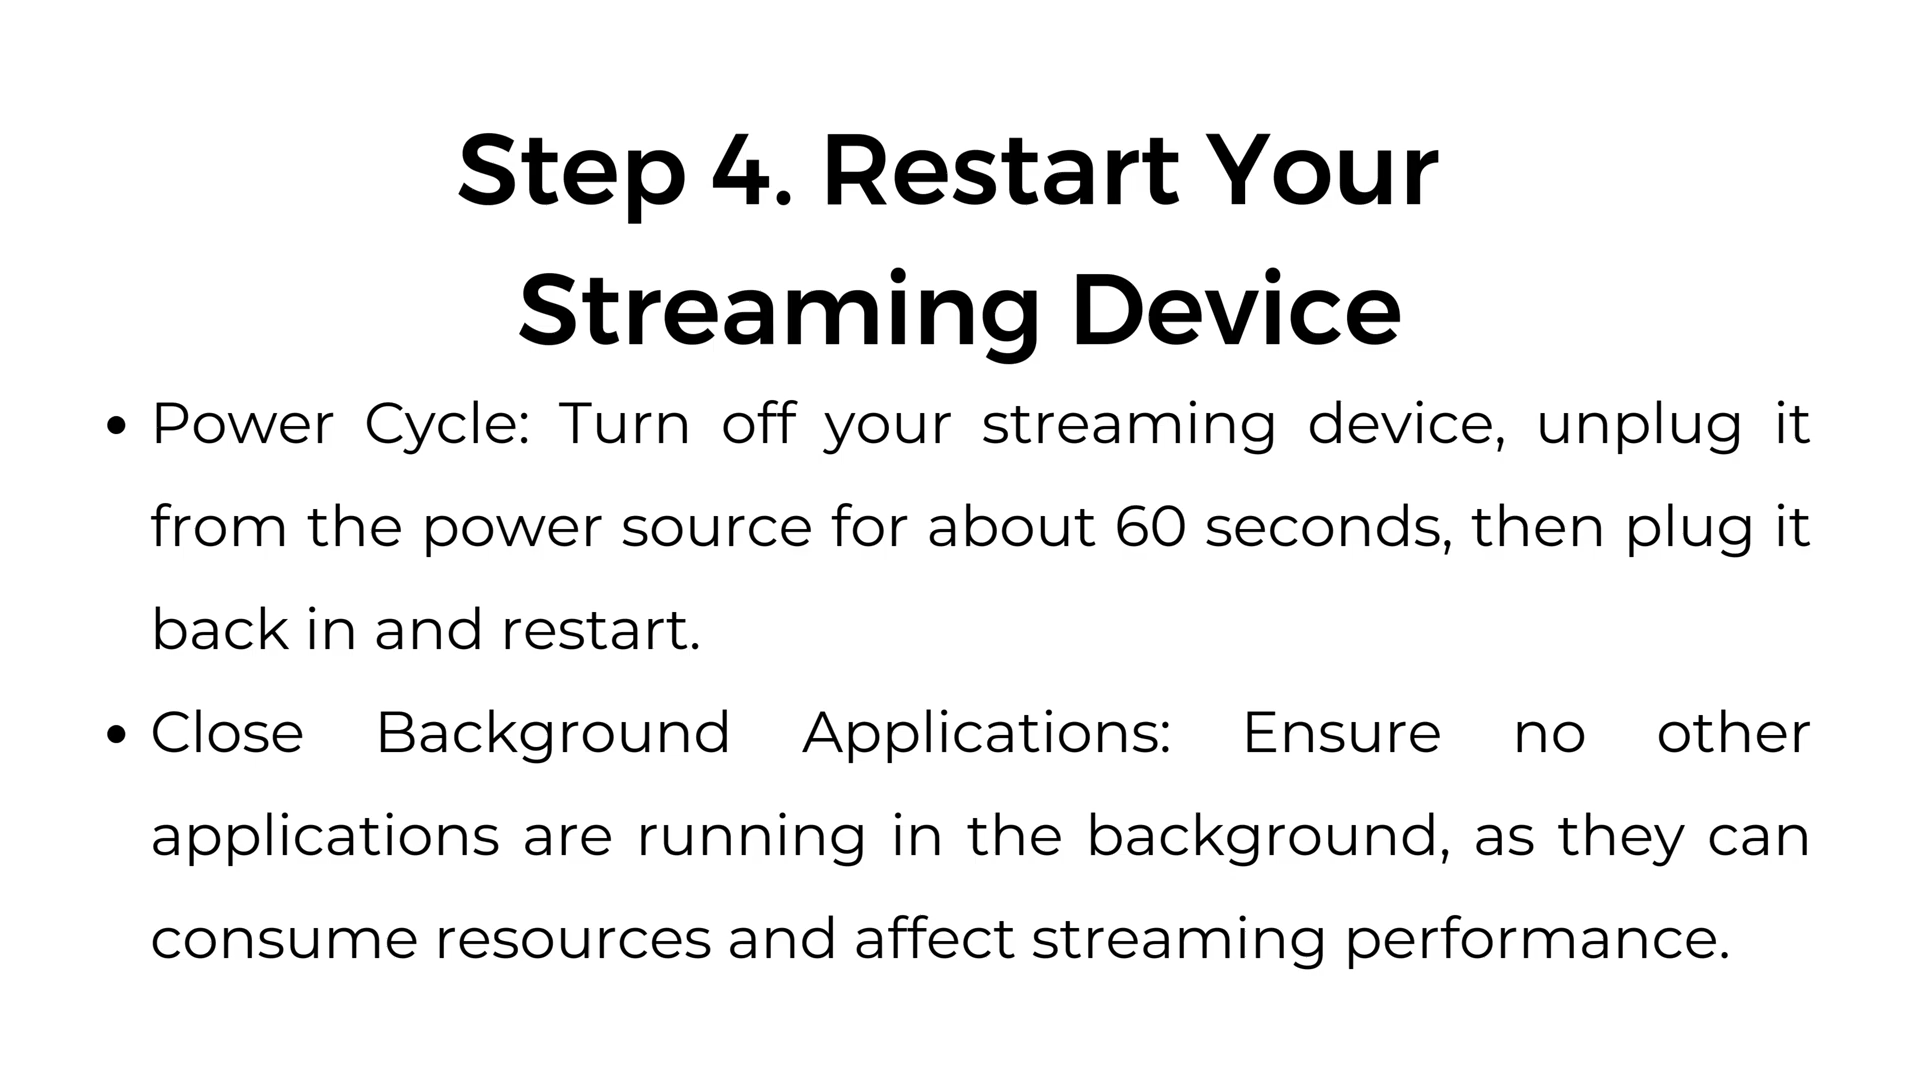 Step 4. Restart Your
Streaming Device
• Power Cycle: Turn off your streaming device, unplug it
from the power source for about 60 seconds, then plug it
back in and restart.
• Close Background Applications: Ensure no other
applications are running in the background, as they can
consume resources and affect streaming performance.